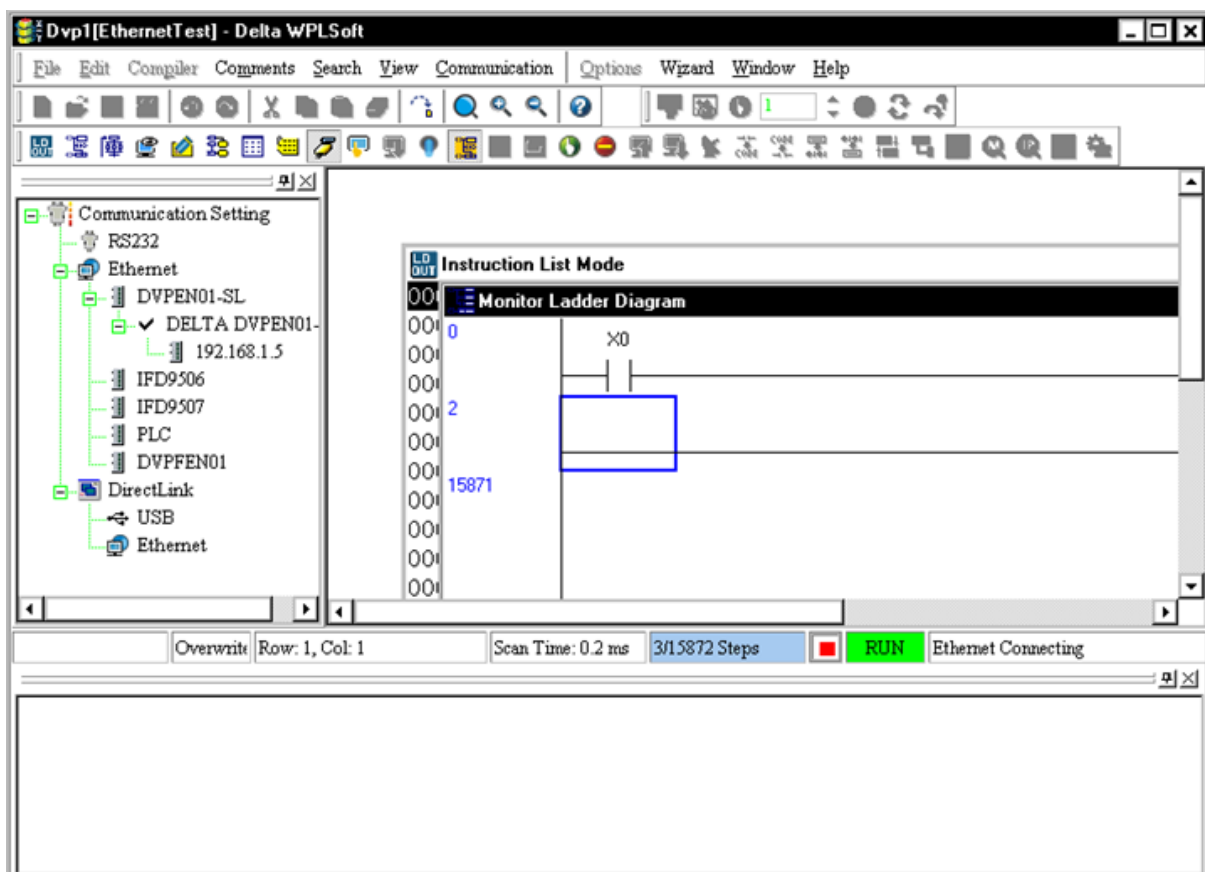 Dvp1[EthernetTest] - Delta WPLSoft
File Edit Compiler Comments Search View Communication Options Wizard Window Help
1
Communication Setting
RS232
Ethernet
DVPEN01-SL
DELTA DVPEN01-
192.168.1.5
IFD9506
IFD9507
PLC
DVPFEN01
DirectLink
USB
Ethernet
LD OUT Instruction List Mode
Monitor Ladder Diagram
0
X0
2
15871
Overwrite Row: 1, Col: 1 Scan Time: 0.2 ms 3/15872 Steps RUN Ethernet Connecting